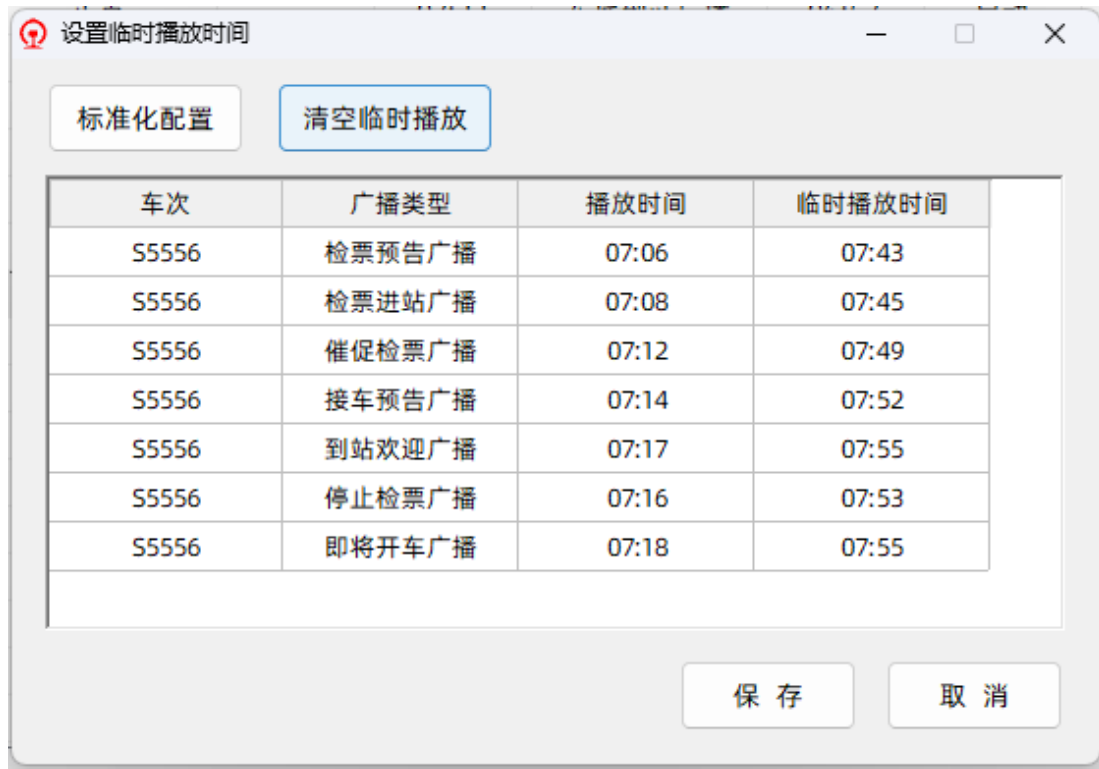 设置临时播放时间
标准化配置 清空临时播放
车次 广播类型 播放时间 临时播放时间
S5556 检票预告广播 07:06 07:43
S5556 检票进站广播 07:08 07:45
S5556 催促检票广播 07:12 07:49
S5556 接车预告广播 07:14 07:52
S5556 到站欢迎广播 07:17 07:55
S5556 停止检票广播 07:16 07:53
S5556 即将开车广播 07:18 07:55
保 存 取 消